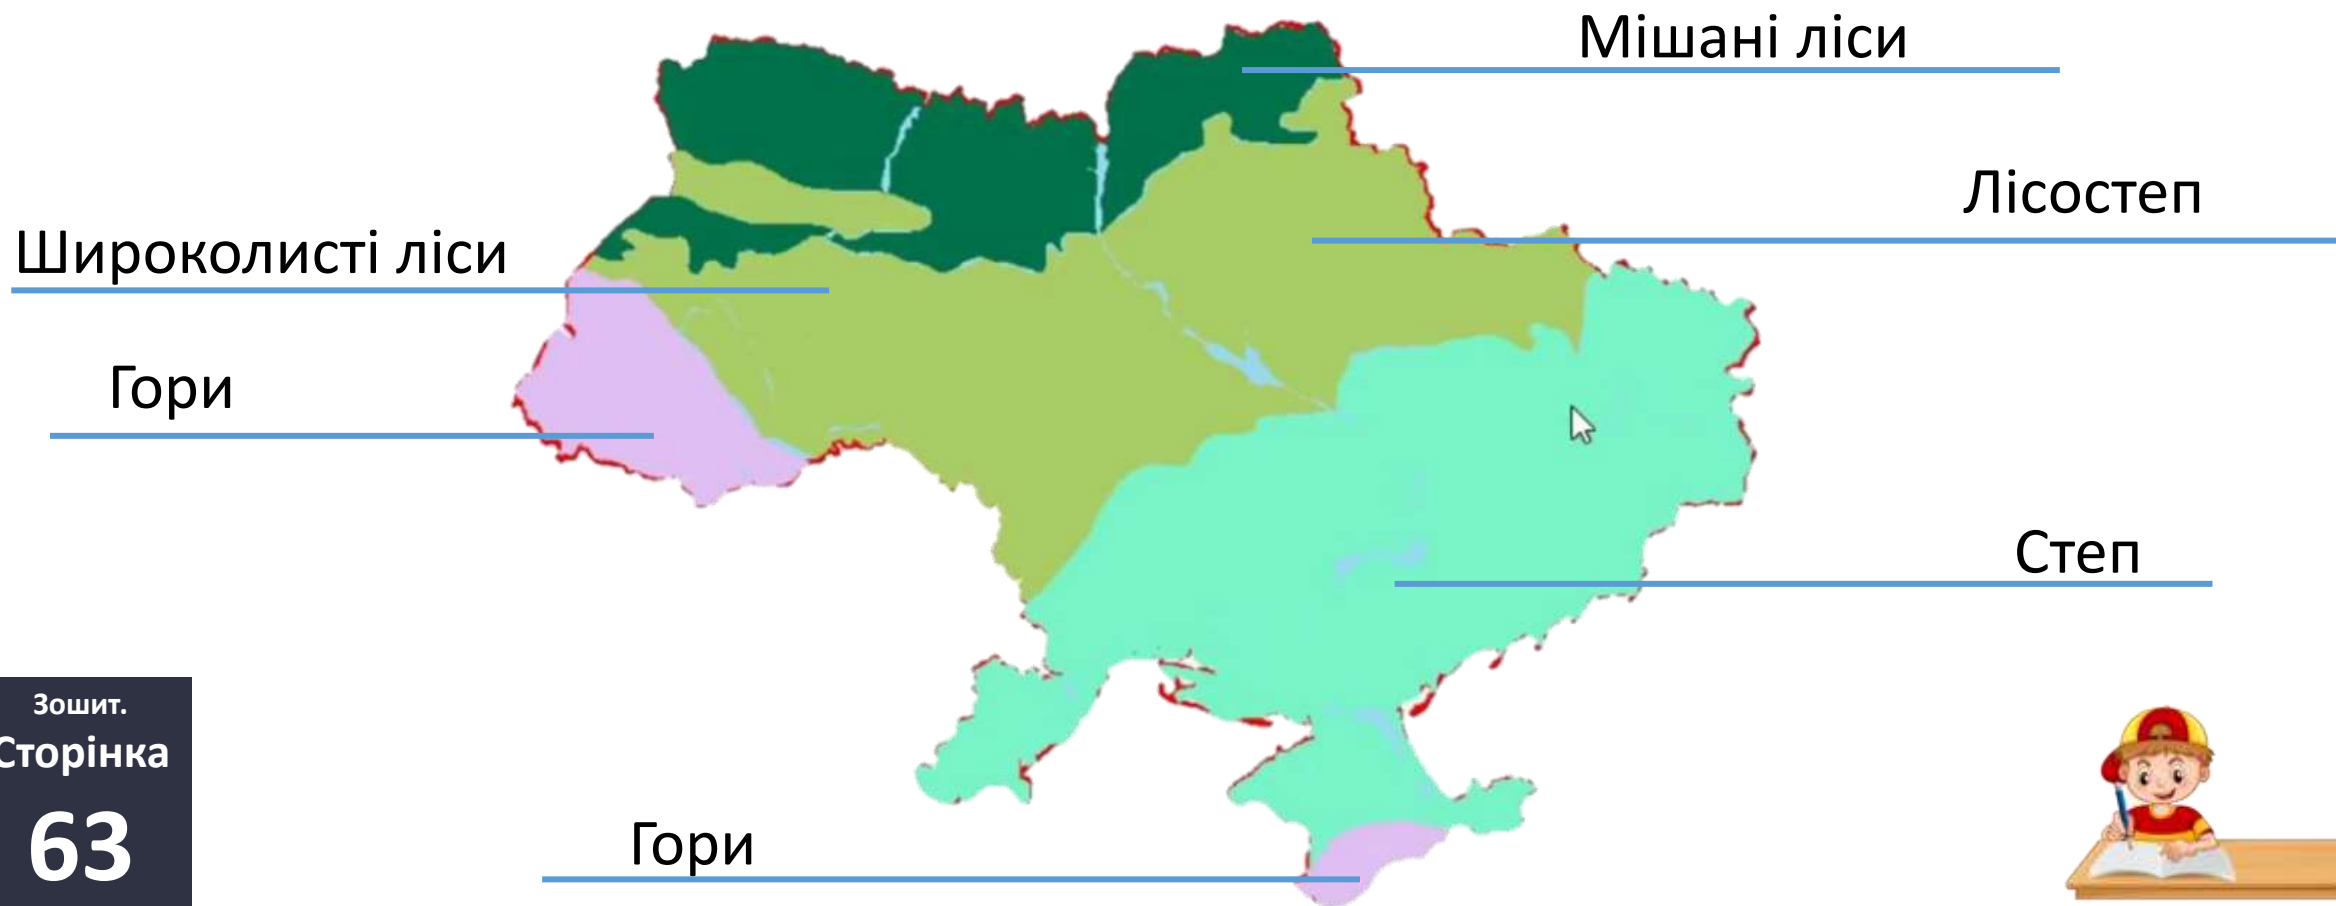 Мішані ліси
Лісостеп
Широколисті ліси
Гори
Степ
Зошит.
Сторінка
63
Гори